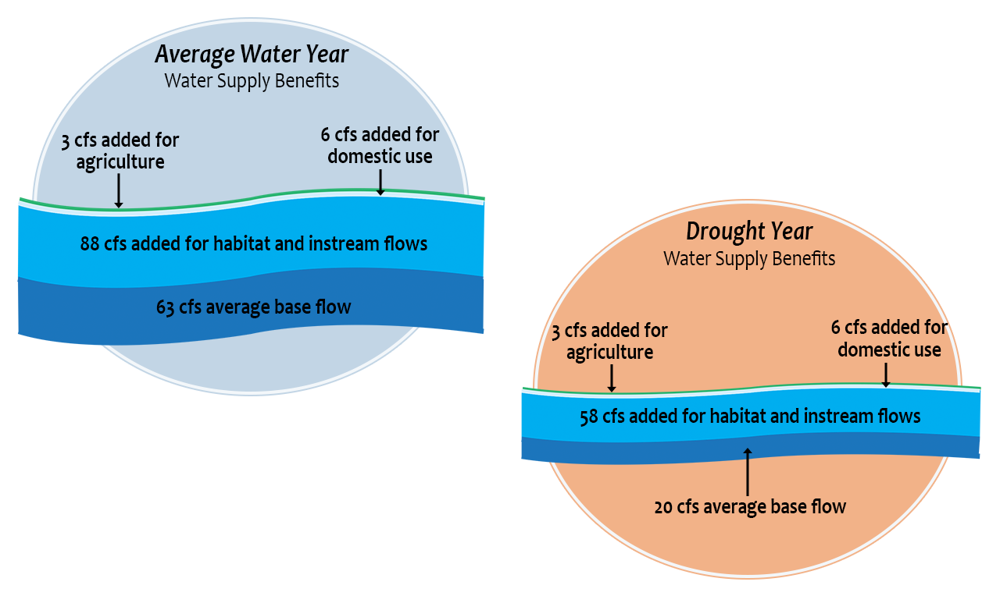 Average Water Year
Water Supply Benefits
3 cfs added for
agriculture
6 cfs added for
domestic use
88 cfs added for habitat and instream flows
63 cfs average base flow
Drought Year
Water Supply Benefits
3 cfs added for
agriculture
6 cfs added for
domestic use
58 cfs added for habitat and instream flows
20 cfs average base flow